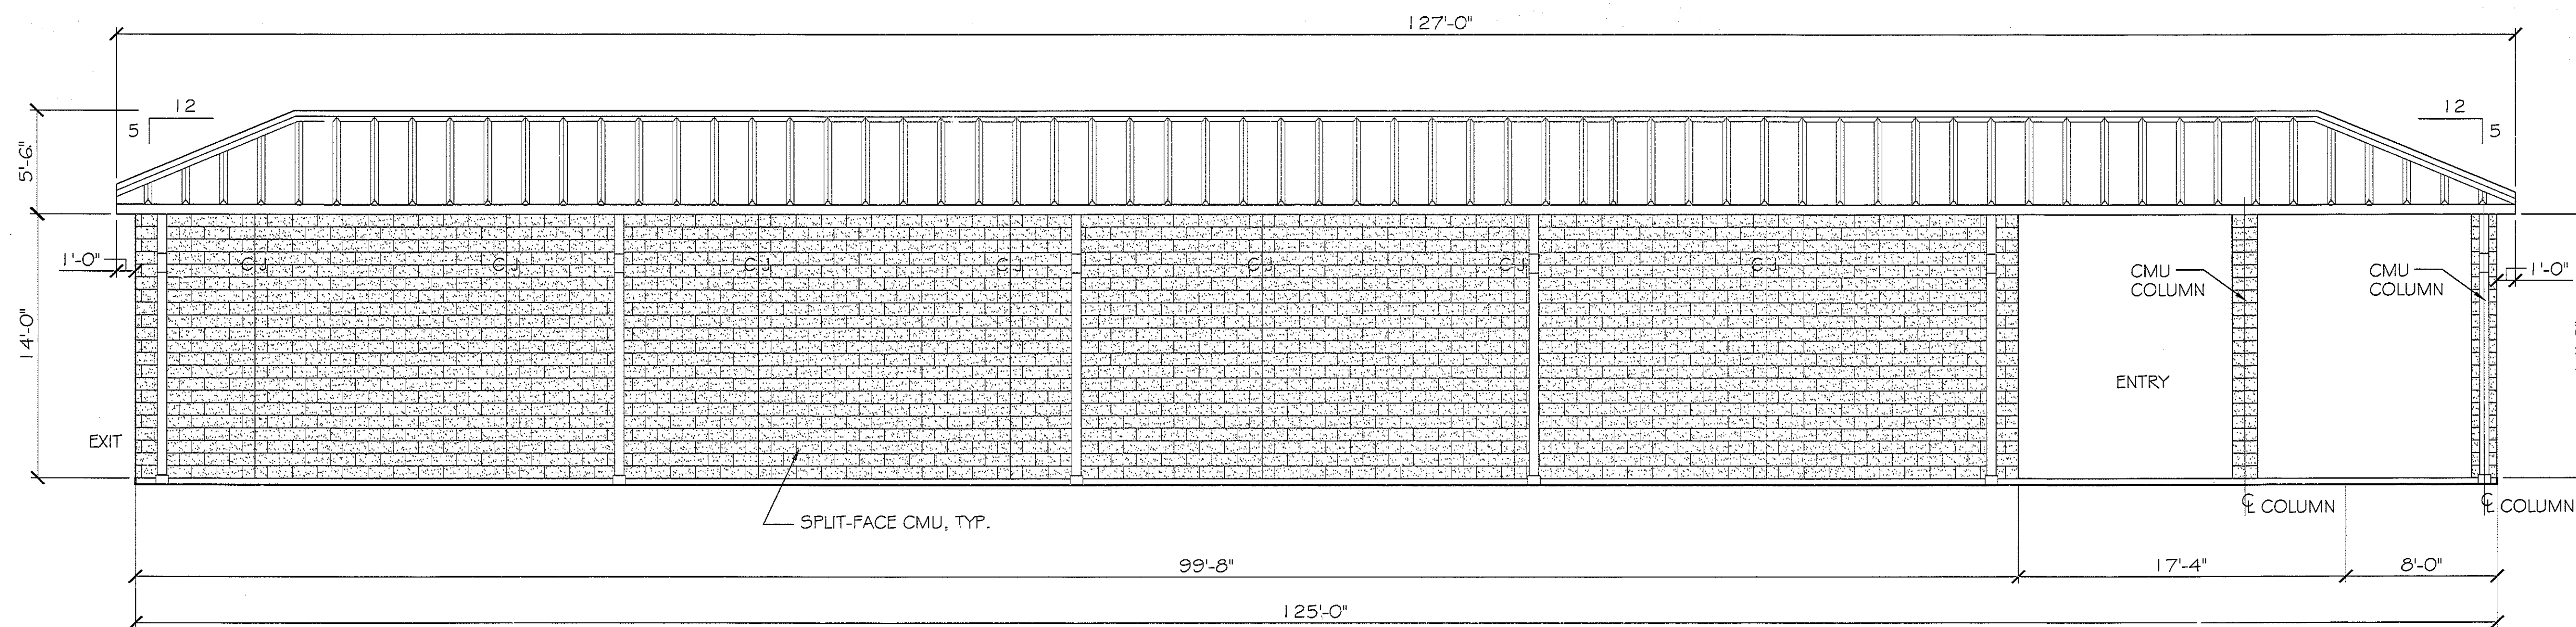 127'-0"
12
5
12
5
5'-6"
1'-0"
CJ
CJ
CJ
CJ
CJ
CJ
CJ
CMU
COLUMN
CMU
COLUMN
1'-0"
14'-0"
ENTRY
EXIT
SPLIT-FACE CMU, TYP.
℄ COLUMN
℄ COLUMN
99'-8"
17'-4"
8'-0"
125'-0"